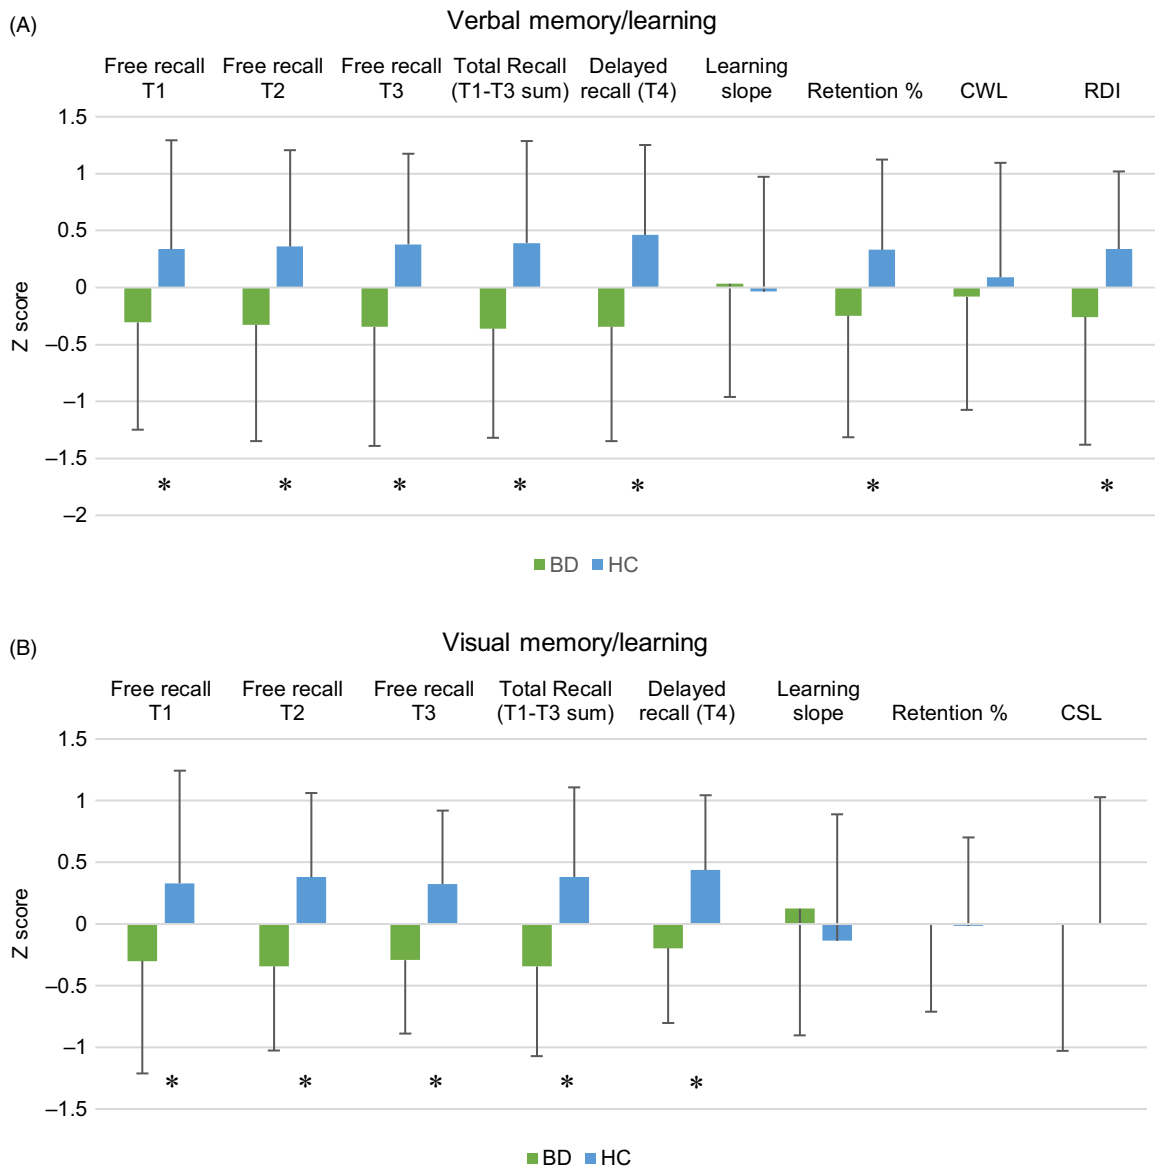 (A)
Verbal memory/learning
Free recall T1
Free recall T2
Free recall T3
Total Recall (T1-T3 sum)
Delayed recall (T4)
Learning slope
Retention %
CWL
RDI
Z score
1.5
1
0.5
0
–0.5
–1
–1.5
–2
*
*
*
*
*
*
*
BD
HC
(B)
Visual memory/learning
Free recall T1
Free recall T2
Free recall T3
Total Recall (T1-T3 sum)
Delayed recall (T4)
Learning slope
Retention %
CSL
Z score
1.5
1
0.5
0
–0.5
–1
–1.5
*
*
*
*
*
BD
HC